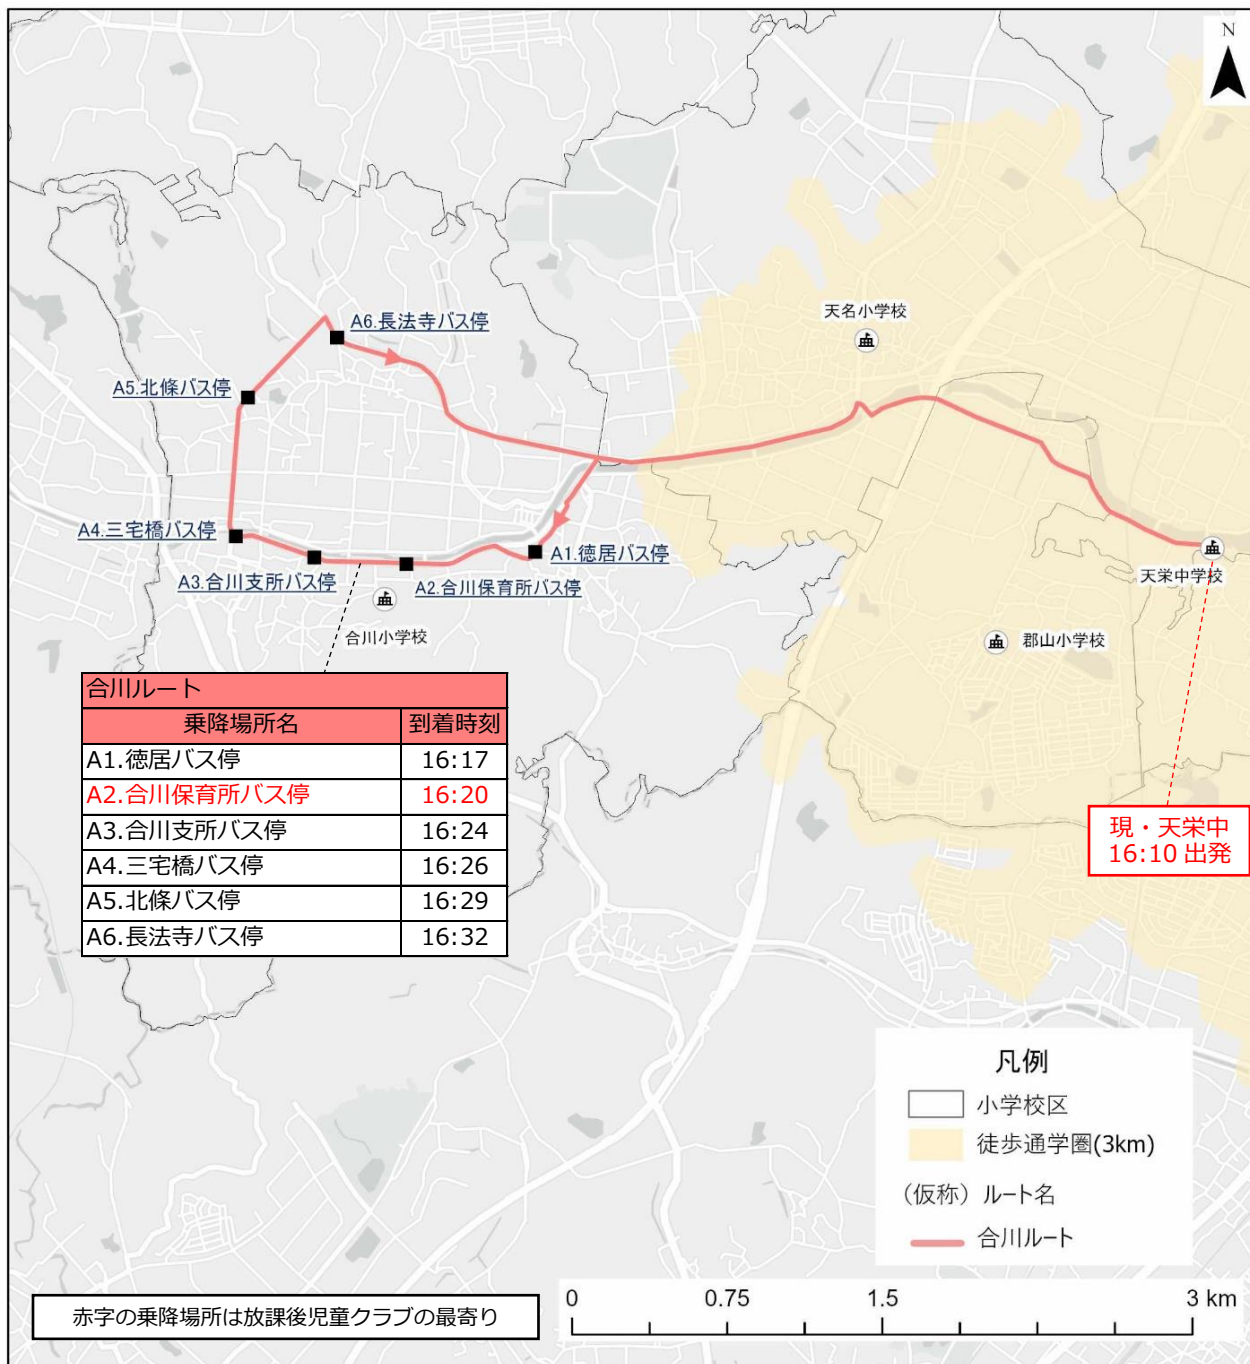 N
天名小学校
A6.長法寺バス停
A5.北條バス停
A4.三宅橋バス停
A3.合川支所バス停
A2.合川保育所バス停
A1.徳居バス停
合川小学校
天栄中学校
郡山小学校
合川ルート
乗降場所名 到着時刻
A1.徳居バス停 16:17
A2.合川保育所バス停 16:20
A3.合川支所バス停 16:24
A4.三宅橋バス停 16:26
A5.北條バス停 16:29
A6.長法寺バス停 16:32
現・天栄中
16:10 出発
凡例
小学校区
徒歩通学圏(3km)
（仮称）ルート名
合川ルート
赤字の乗降場所は放課後児童クラブの最寄り
0 0.75 1.5 3 km